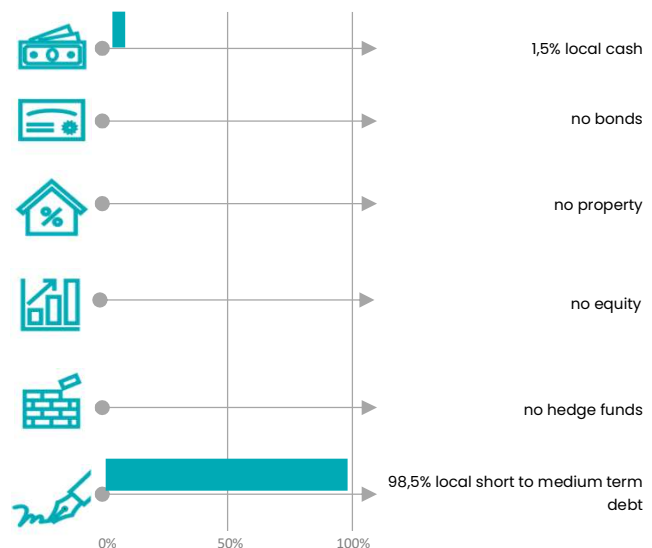 1,5% local cash
no bonds
no property
no equity
no hedge funds
98,5% local short to medium term
debt
0% 50% 100%